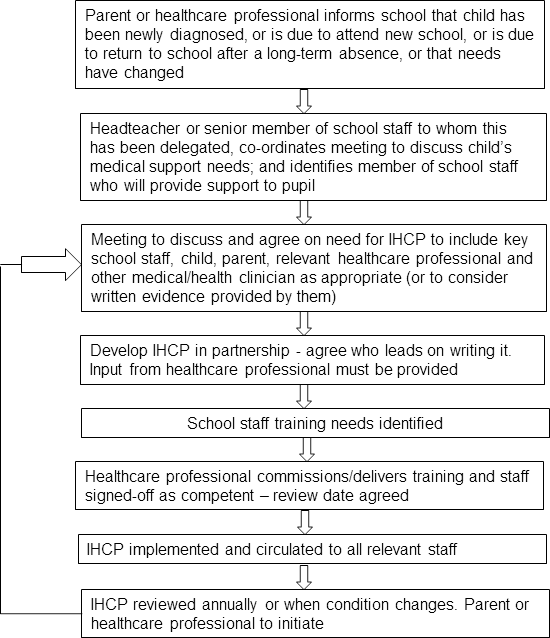 Parent or healthcare professional informs school that child has
been newly diagnosed, or is due to attend new school, or is due
to return to school after a long-term absence, or that needs
have changed
Headteacher or senior member of school staff to whom this
has been delegated, co-ordinates meeting to discuss child's
medical support needs; and identifies member of school staff
who will provide support to pupil
Meeting to discuss and agree on need for IHCP to include key
school staff, child, parent, relevant healthcare professional and
other medical/health clinician as appropriate (or to consider
written evidence provided by them)
Develop IHCP in partnership - agree who leads on writing it.
Input from healthcare professional must be provided
School staff training needs identified
Healthcare professional commissions/delivers training and staff
signed-off as competent – review date agreed
IHCP implemented and circulated to all relevant staff
IHCP reviewed annually or when condition changes. Parent or
healthcare professional to initiate